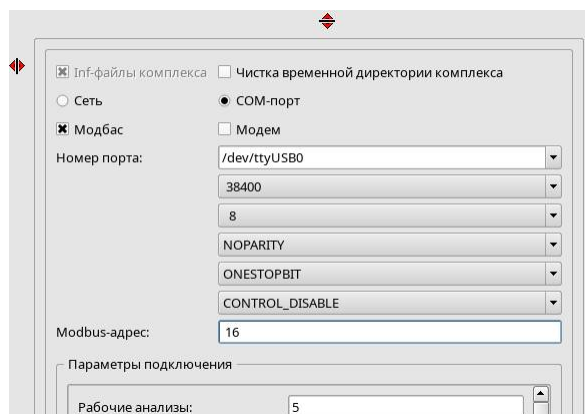 Inf-файлы комплекса Чистка временной директории комплекса
Сеть COM-порт
Модбас Модем
Номер порта: /dev/ttyUSB0
38400
8
NOPARITY
ONESTOPBIT
CONTROL_DISABLE
Modbus-адрес: 16
Параметры подключения
Рабочие анализы: 5